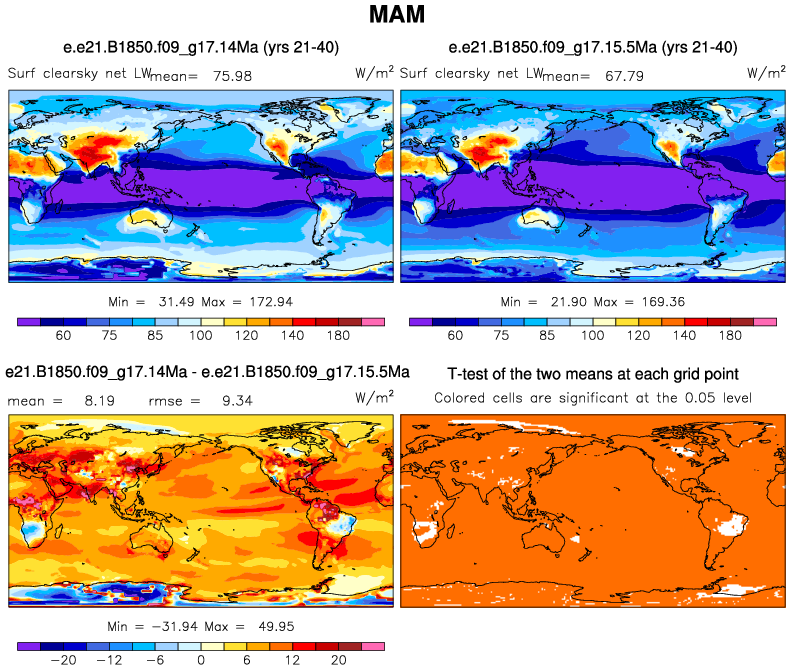 MAM
e.e21.B1850.f09_g17.14Ma (yrs 21-40)
Surf clearsky net LW mean= 75.98 W/m²
Min = 31.49 Max = 172.94
60 75 85 100 120 140 180
e.e21.B1850.f09_g17.15.5Ma (yrs 21-40)
Surf clearsky net LW mean= 67.79 W/m²
Min = 21.90 Max = 169.36
60 75 85 100 120 140 180
e21.B1850.f09_g17.14Ma - e.e21.B1850.f09_g17.15.5Ma
mean = 8.19 rmse = 9.34 W/m²
Min = -31.94 Max = 49.95
-20 -12 -6 0 6 12 20
T-test of the two means at each grid point
Colored cells are significant at the 0.05 level